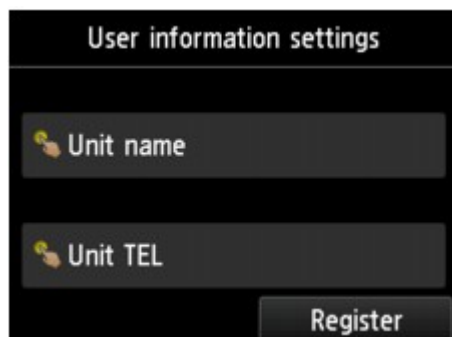 User information settings
Unit name
Unit TEL
Register